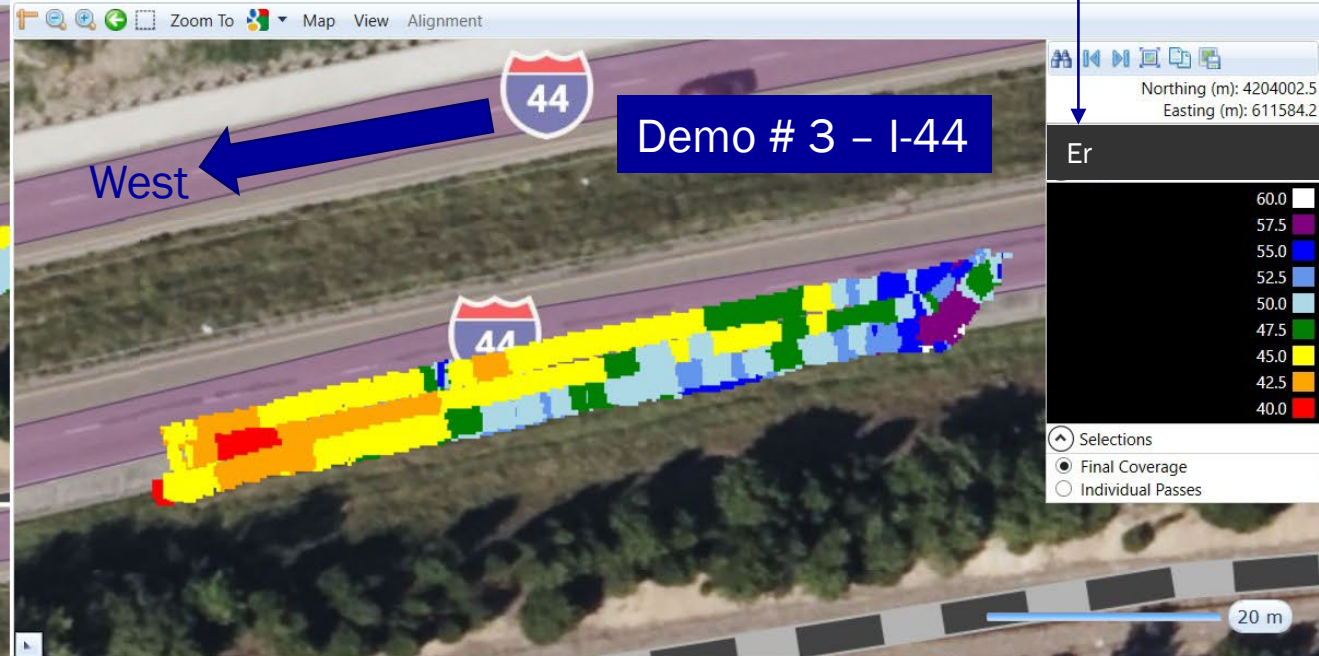 Zoom To Map View Alignment
44
West
Demo # 3 – I-44
44
Northing (m): 4204002.5
Easting (m): 611584.2
Er
60.0
57.5
55.0
52.5
50.0
47.5
45.0
42.5
40.0
Selections
Final Coverage
Individual Passes
20 m